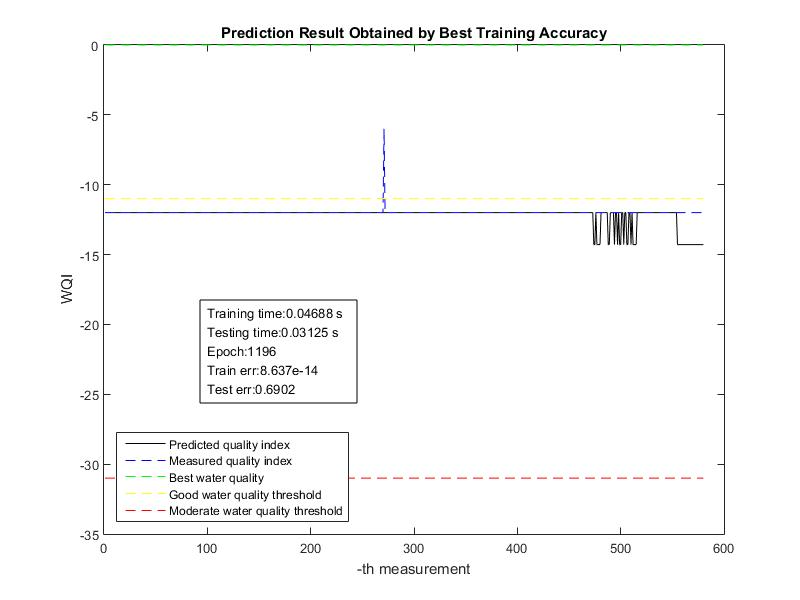 Prediction Result Obtained by Best Training Accuracy
0
-5
-10
-15
-20
-25
-30
-35
WQI
Training time:0.04688 s
Testing time:0.03125 s
Epoch:1196
Train err:8.637e-14
Test err:0.6902
Predicted quality index
Measured quality index
Best water quality
Good water quality threshold
Moderate water quality threshold
0 100 200 300 400 500 600
-th measurement